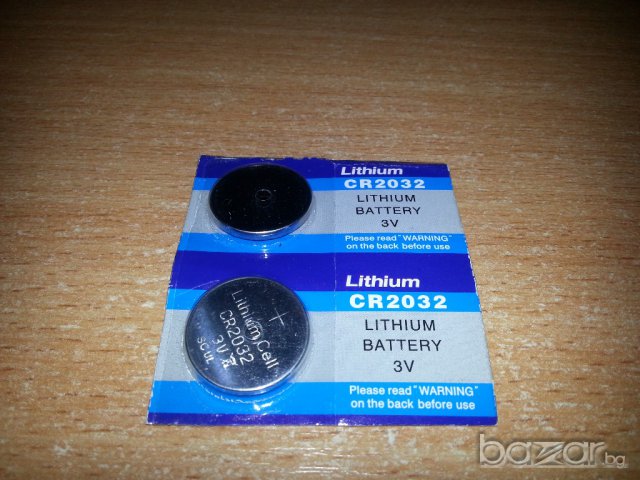 Lithium
CR2032
LITHIUM
BATTERY
3V
Please read "WARNING"
on the back before use
Lithium
CR2032
LITHIUM
BATTERY
3V
Please read "WARNING"
on the back before use
+
Lithium Cell
CR2032
3V
bazar.bg